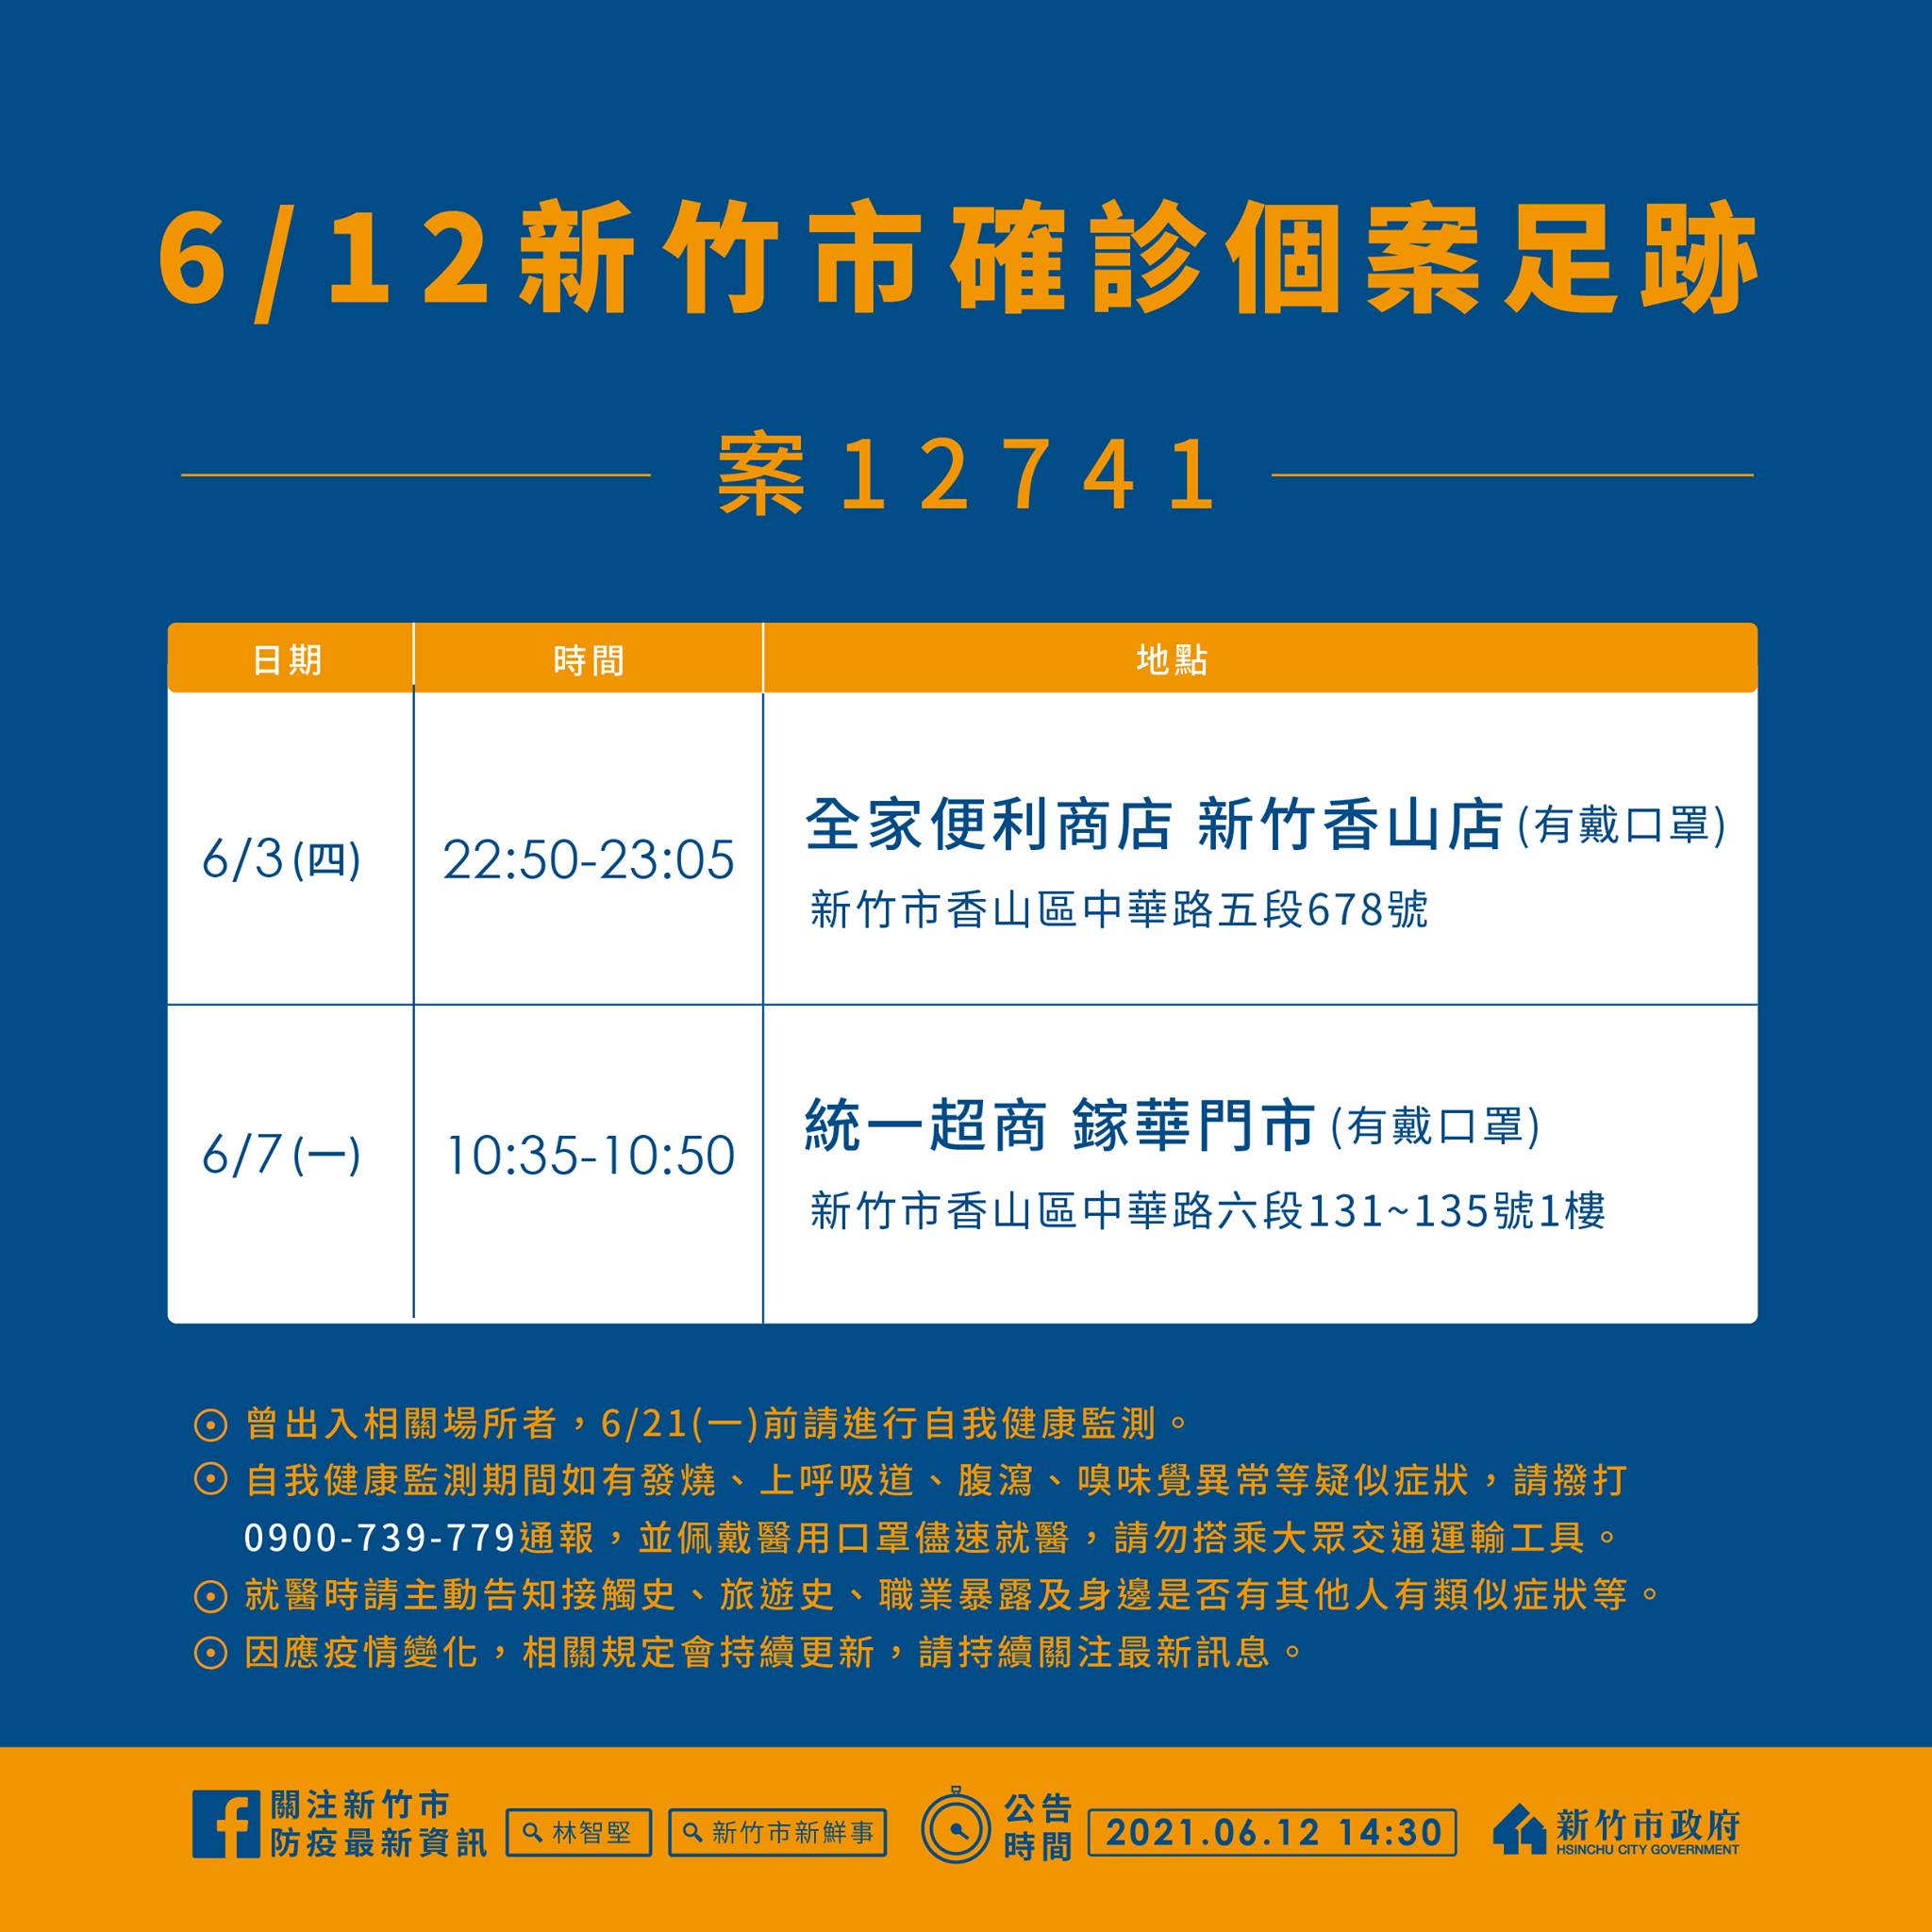 6/12新竹市確診個案足跡
案12741
日期 時間 地點
6/3(四) 22:50-23:05 全家便利商店 新竹香山店(有戴口罩)
新竹市香山區中華路五段678號
6/7(一) 10:35-10:50 統一超商 鎵華門市(有戴口罩)
新竹市香山區中華路六段131~135號1樓
曾出入相關場所者，6/21(一)前請進行自我健康監測。
自我健康監測期間如有發燒、上呼吸道、腹瀉、嗅味覺異常等疑似症狀，請撥打
0900-739-779通報，並佩戴醫用口罩儘速就醫，請勿搭乘大眾交通運輸工具。
就醫時請主動告知接觸史、旅遊史、職業暴露及身邊是否有其他人有類似症狀等。
因應疫情變化，相關規定會持續更新，請持續關注最新訊息。
關注新竹市
防疫最新資訊
林智堅
新竹市新鮮事
公告
時間
2021.06.12 14:30
新竹市政府
HSINCHU CITY GOVERNMENT